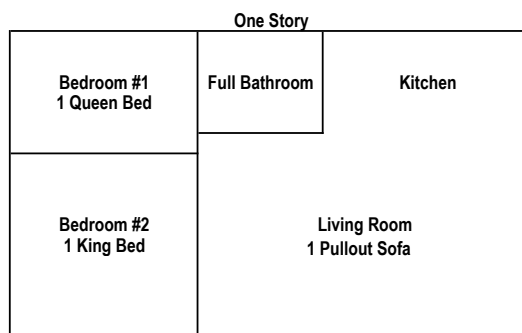 One Story
Bedroom #1
1 Queen Bed
Full Bathroom
Kitchen
Bedroom #2
1 King Bed
Living Room
1 Pullout Sofa